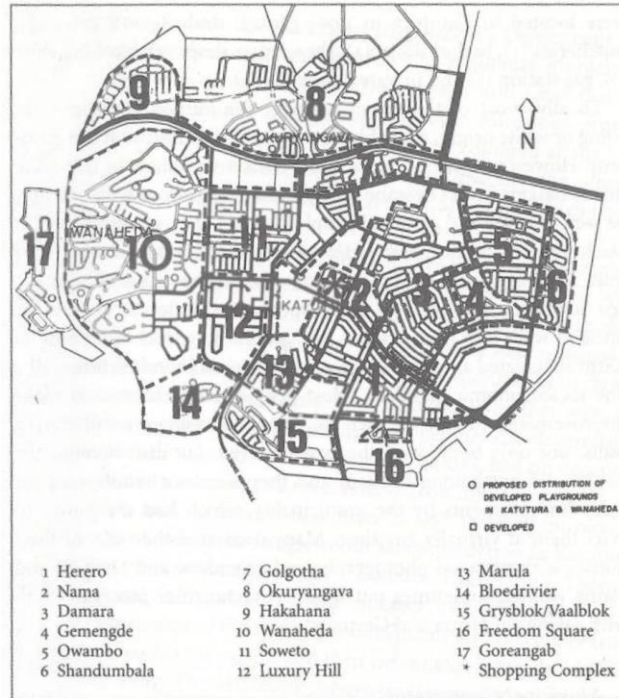 9
8
OKURYANGAVA
N
7
WANAHEDA
17
10
11
5
6
2
3
4
KATU
12
13
1
14
15
16
○ PROPOSED DISTRIBUTION OF
DEVELOPED PLAYGROUNDS
IN KATUTURA & WANAHEDA
□ DEVELOPED
1 Herero
2 Nama
3 Damara
4 Gemengde
5 Owambo
6 Shandumbala
7 Golgotha
8 Okuryangava
9 Hakahana
10 Wanaheda
11 Soweto
12 Luxury Hill
13 Marula
14 Bloedrivier
15 Grysblok/Vaalblok
16 Freedom Square
17 Goreangab
* Shopping Complex